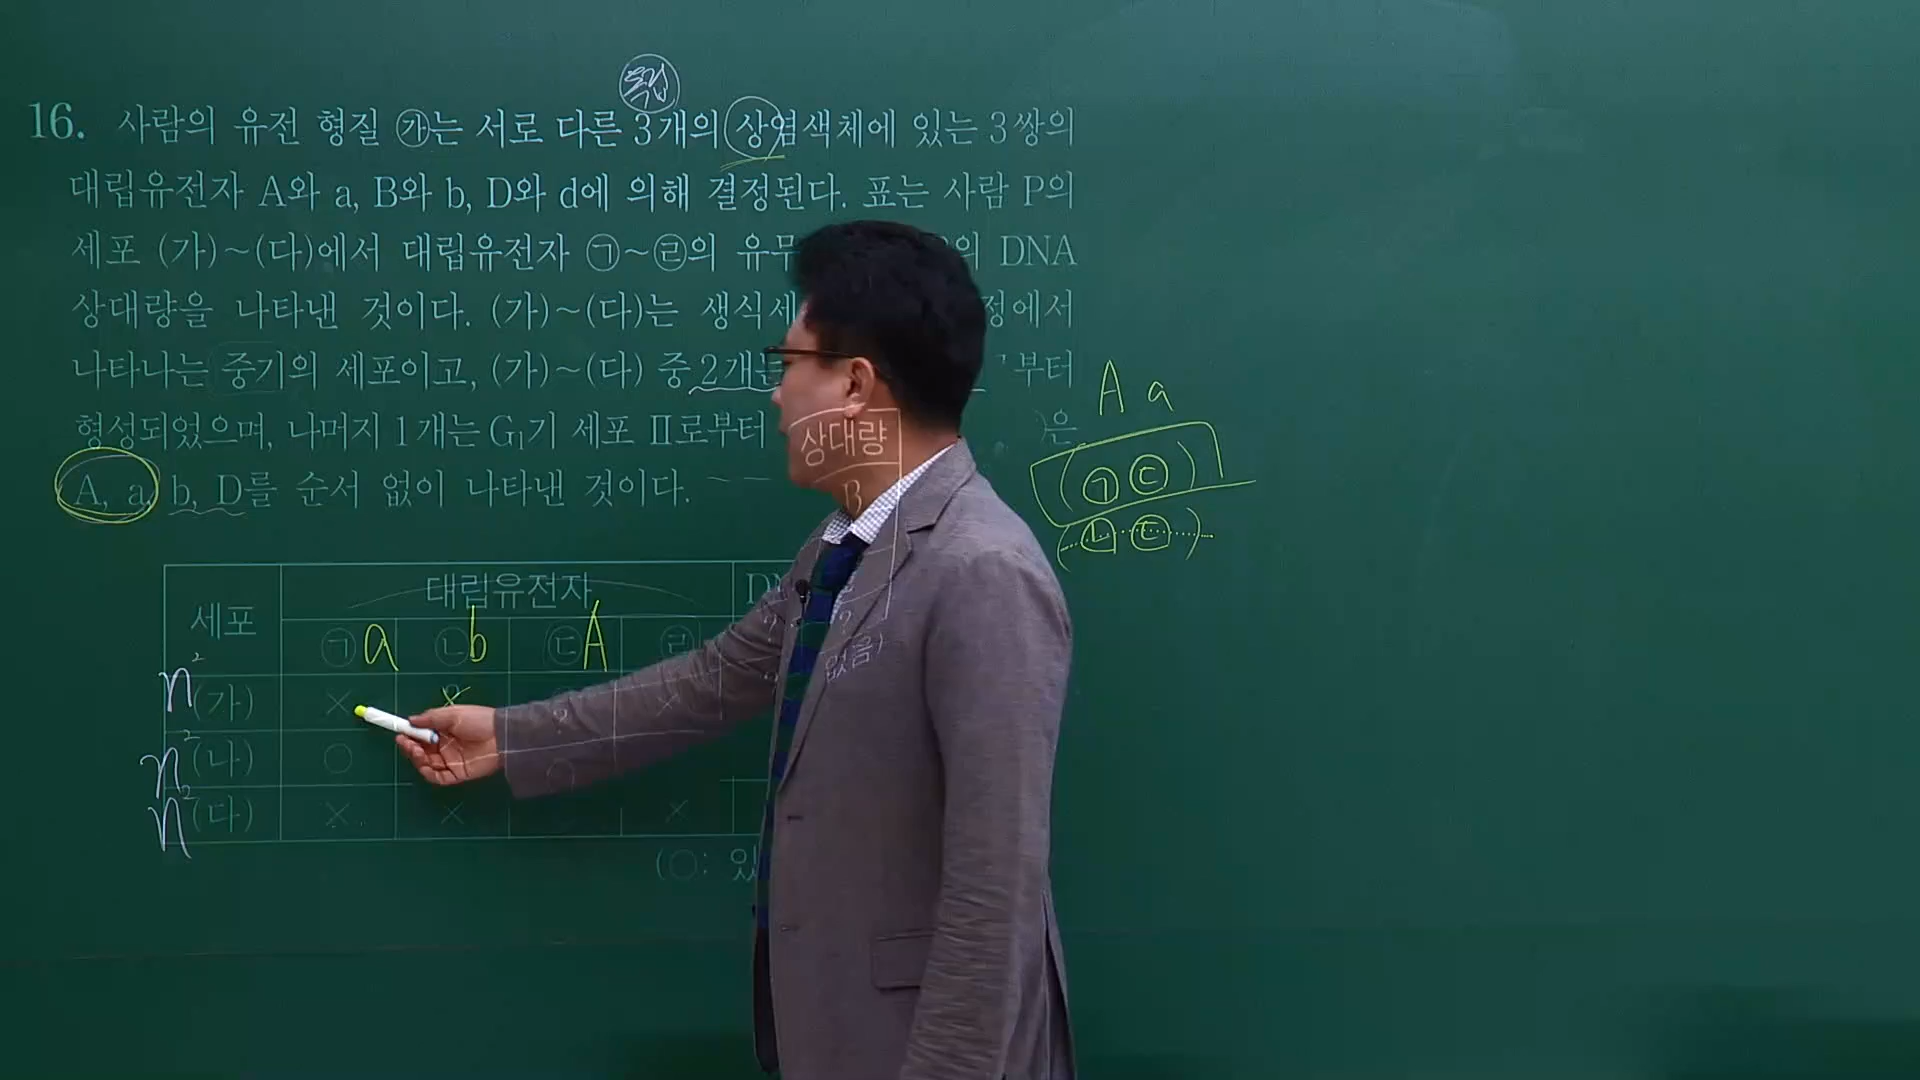 독립
16. 사람의 유전 형질 ㉮는 서로 다른 3개의 상염색체에 있는 3쌍의
대립유전자 A와 a, B와 b, D와 d에 의해 결정된다. 표는 사람 P의
세포 (가)~(다)에서 대립유전자 ㉠~㉣의 유무 의 DNA
상대량을 나타낸 것이다. (가)~(다)는 생식세 정에서
나타나는 중기의 세포이고, (가)~(다) 중 2개는 부터
형성되었으며, 나머지 1개는 G₁기 세포 Ⅱ로부터 은
A, a, b, D를 순서 없이 나타낸 것이다.
A a
(㉠ ㉢)
(㉡ ㉢)
세포 대립유전자 상대량
㉠ a ㉡ b ㉢ A ㉣ B
n² (가) × ? × ?
n² (나) ○ ○
n² (다) × × ×
(○: 있 없음)